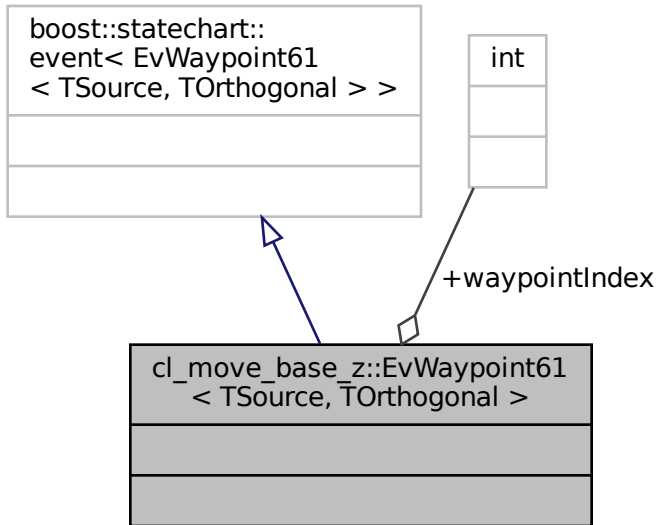 boost::statechart::
event< EvWaypoint61
< TSource, TOrthogonal > >
int
+waypointIndex
cl_move_base_z::EvWaypoint61
< TSource, TOrthogonal >